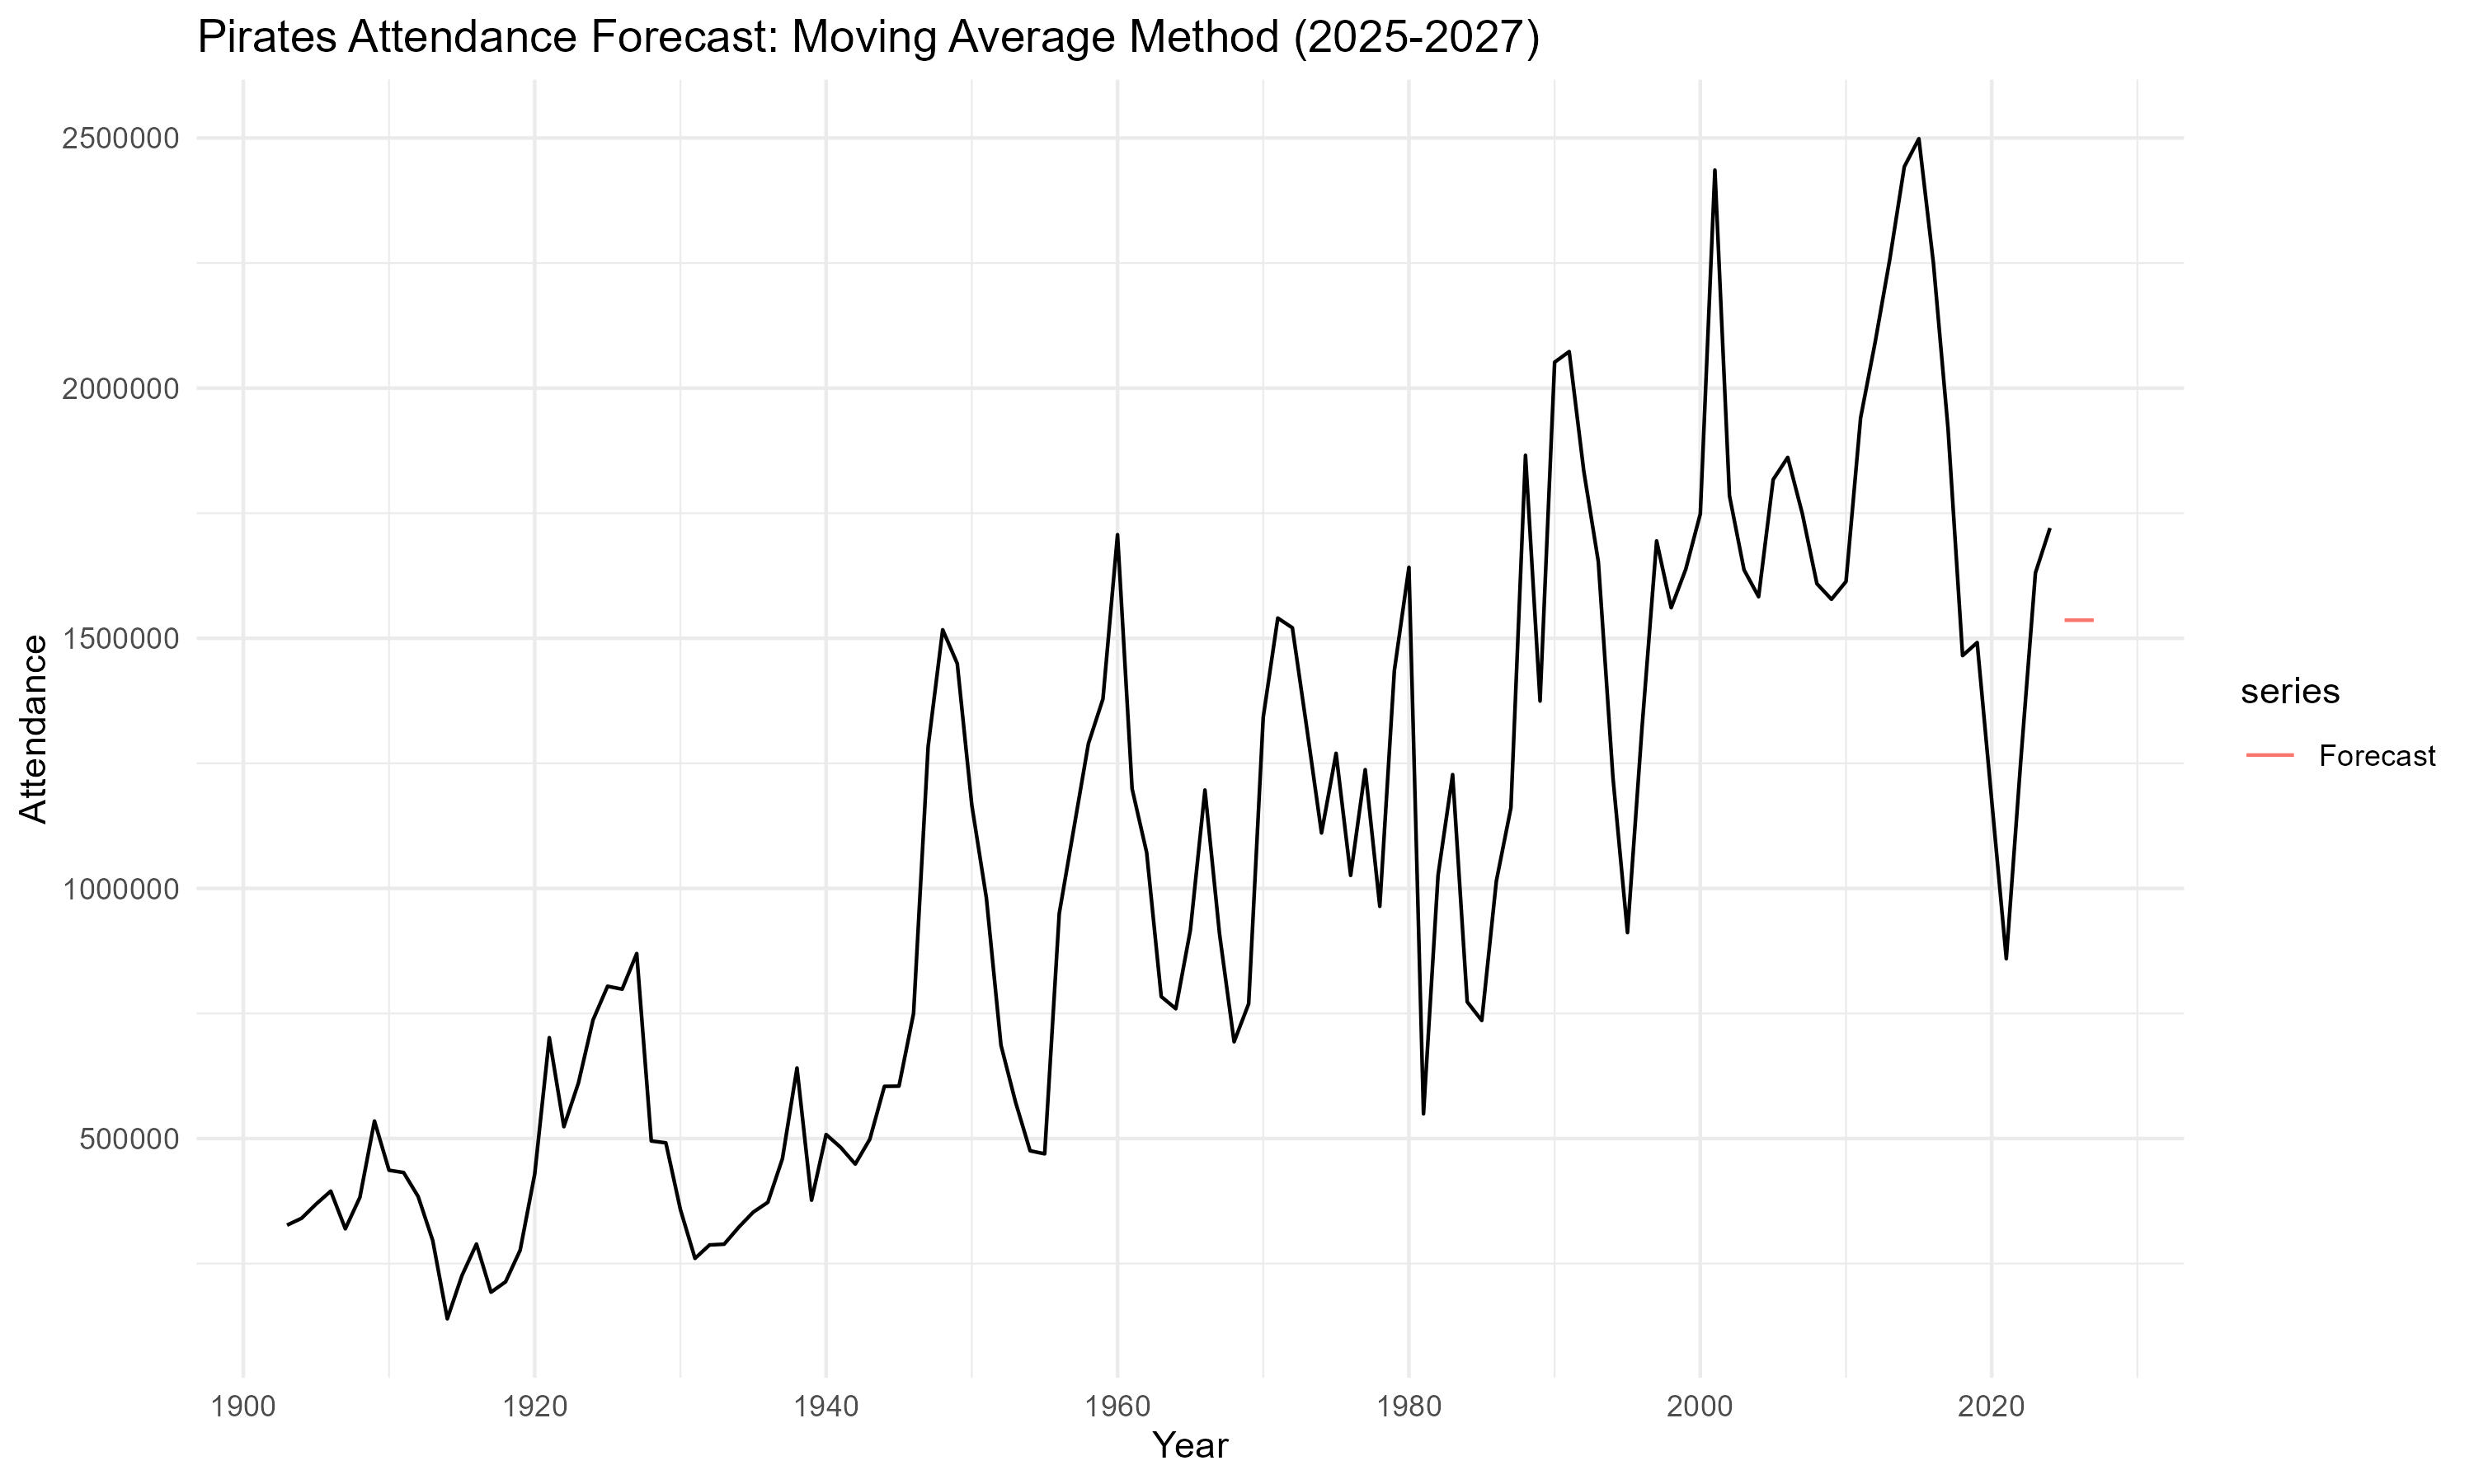 Pirates Attendance Forecast: Moving Average Method (2025-2027)
2500000
2000000
1500000
1000000
500000
Attendance
1900 1920 1940 1960 1980 2000 2020
Year
series
Forecast